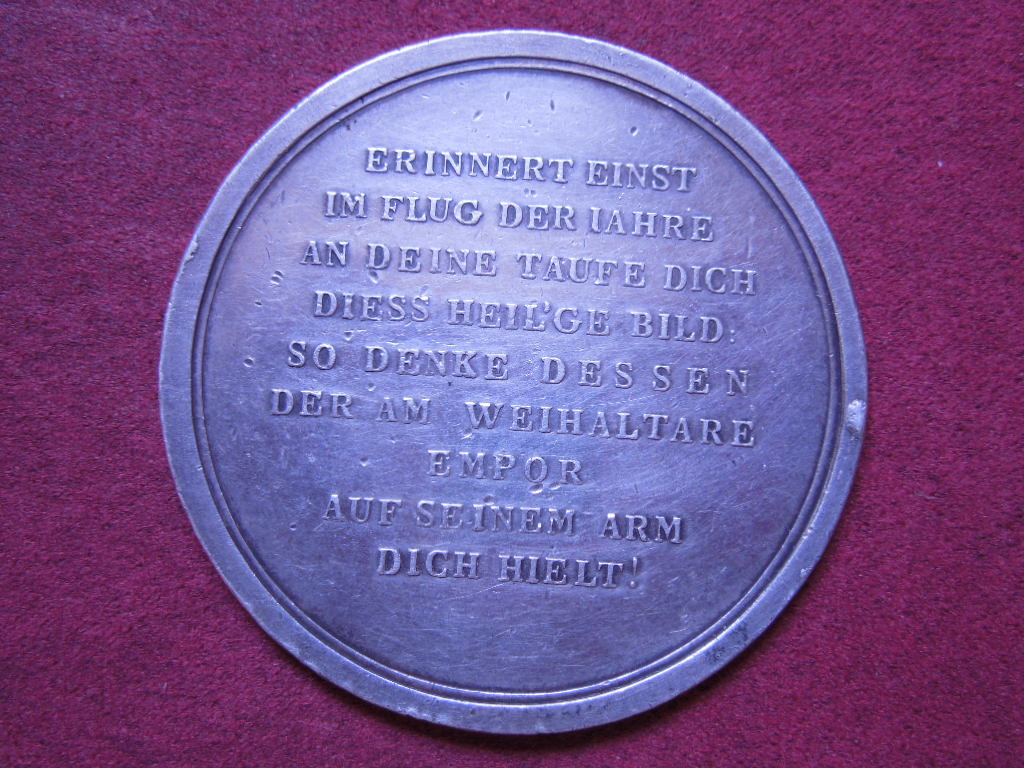 ERINNERT EINST
IM FLUG DER IAHRE
AN DEINE TAUFE DICH
DIESS HEIL'GE BILD:
SO DENKE DESSEN
DER AM WEIHALTARE
EMPOR
AUF SEINEM ARM
DICH HIELT!